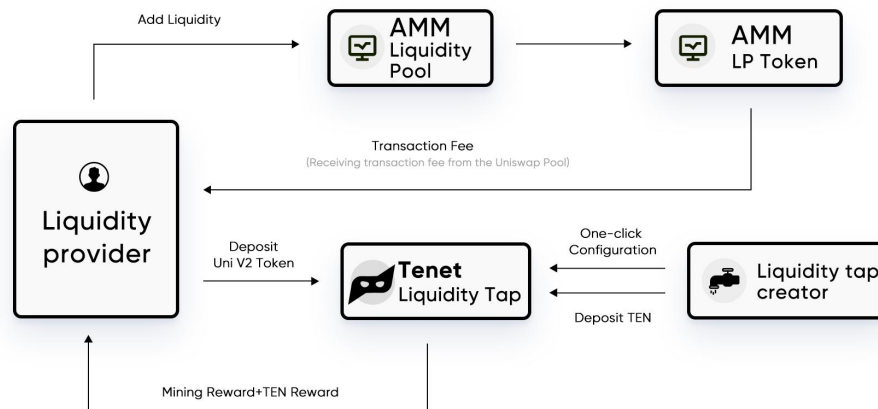 Add Liquidity
AMM
Liquidity
Pool
AMM
LP Token
Transaction Fee
(Receiving transaction fee from the Uniswap Pool)
Liquidity
provider
Deposit
Uni V2 Token
Tenet
Liquidity Tap
One-click
Configuration
Deposit TEN
Liquidity tap
creator
Mining Reward+TEN Reward